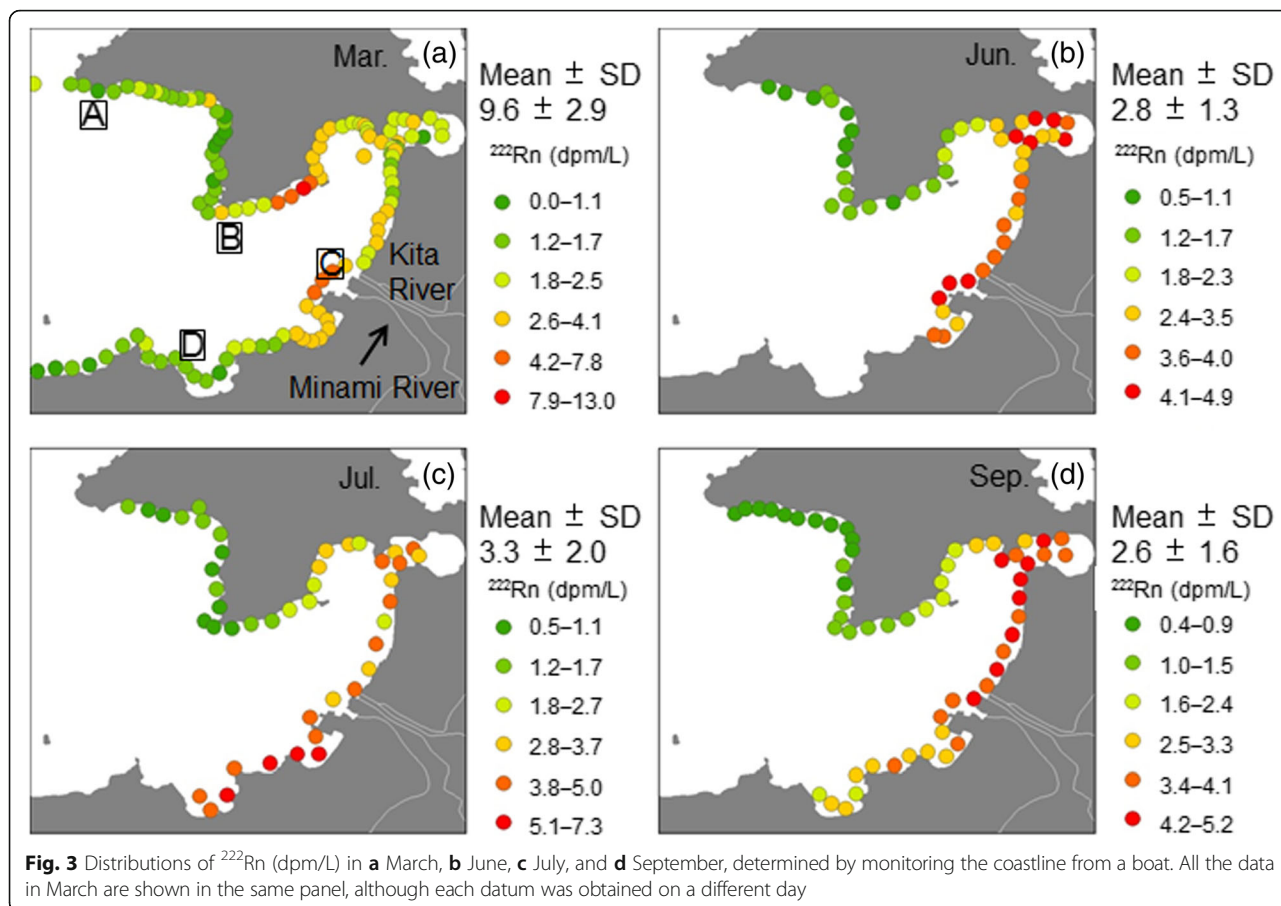 Mar. (a)
Mean ± SD
9.6 ± 2.9
²²²Rn (dpm/L)
0.0–1.1
1.2–1.7
1.8–2.5
2.6–4.1
4.2–7.8
7.9–13.0
A
B
C
D
Kita
River
Minami River
Jun. (b)
Mean ± SD
2.8 ± 1.3
²²²Rn (dpm/L)
0.5–1.1
1.2–1.7
1.8–2.3
2.4–3.5
3.6–4.0
4.1–4.9
Jul. (c)
Mean ± SD
3.3 ± 2.0
²²²Rn (dpm/L)
0.5–1.1
1.2–1.7
1.8–2.7
2.8–3.7
3.8–5.0
5.1–7.3
Sep. (d)
Mean ± SD
2.6 ± 1.6
²²²Rn (dpm/L)
0.4–0.9
1.0–1.5
1.6–2.4
2.5–3.3
3.4–4.1
4.2–5.2
Fig. 3 Distributions of ²²²Rn (dpm/L) in a March, b June, c July, and d September, determined by monitoring the coastline from a boat. All the data
in March are shown in the same panel, although each datum was obtained on a different day